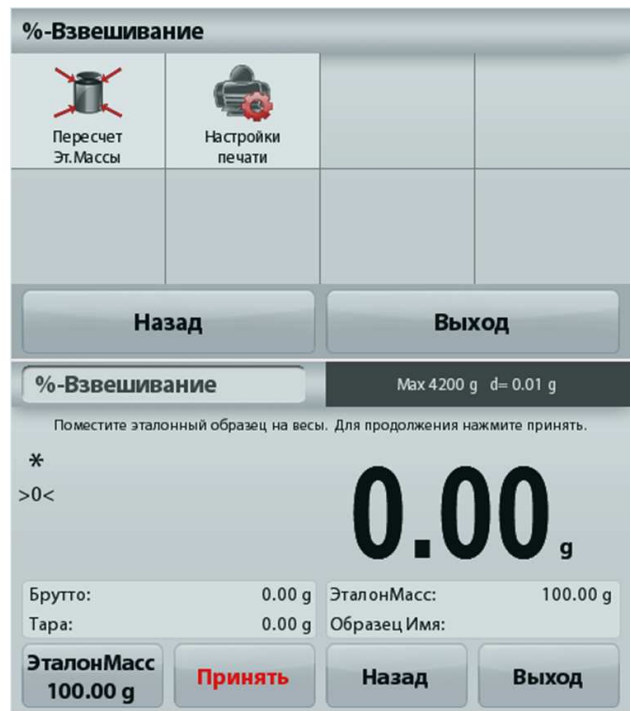 %-Взвешивание
Пересчет
Эт.Массы
Настройки
печати
Назад
Выход
%-Взвешивание
Max 4200 g d= 0.01 g
Поместите эталонный образец на весы. Для продолжения нажмите принять.
*
>0<
0.00 g
Брутто: 0.00 g
ЭталонМасс: 100.00 g
Тара: 0.00 g
Образец Имя:
ЭталонМасс
100.00 g
Принять
Назад
Выход